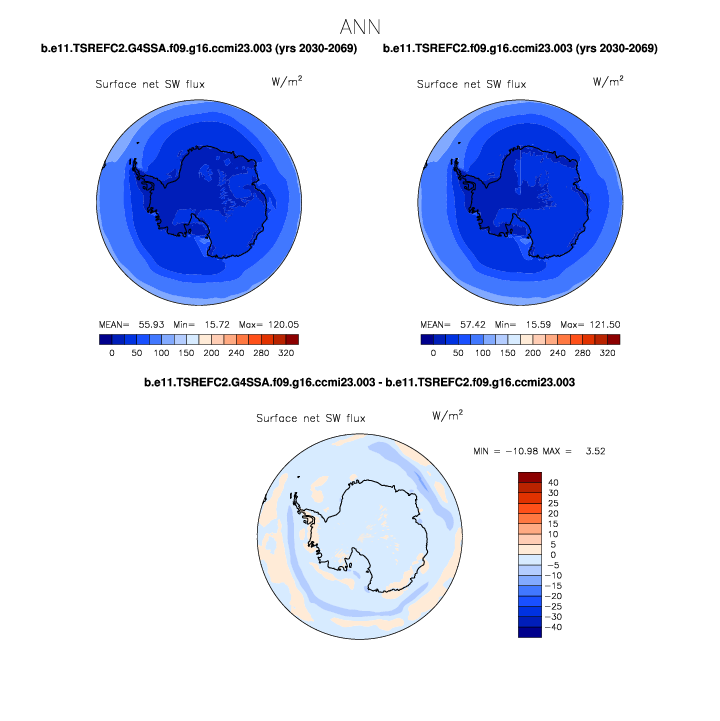 ANN
b.e11.TSREFC2.G4SSA.f09.g16.ccmi23.003 (yrs 2030-2069) b.e11.TSREFC2.f09.g16.ccmi23.003 (yrs 2030-2069)
Surface net SW flux W/m² Surface net SW flux W/m²
MEAN= 55.93 Min= 15.72 Max= 120.05 MEAN= 57.42 Min= 15.59 Max= 121.50
0 50 100 150 200 240 280 320 0 50 100 150 200 240 280 320
b.e11.TSREFC2.G4SSA.f09.g16.ccmi23.003 - b.e11.TSREFC2.f09.g16.ccmi23.003
Surface net SW flux W/m²
MIN = -10.98 MAX = 3.52
40
30
25
20
15
10
5
0
-5
-10
-15
-20
-25
-30
-40